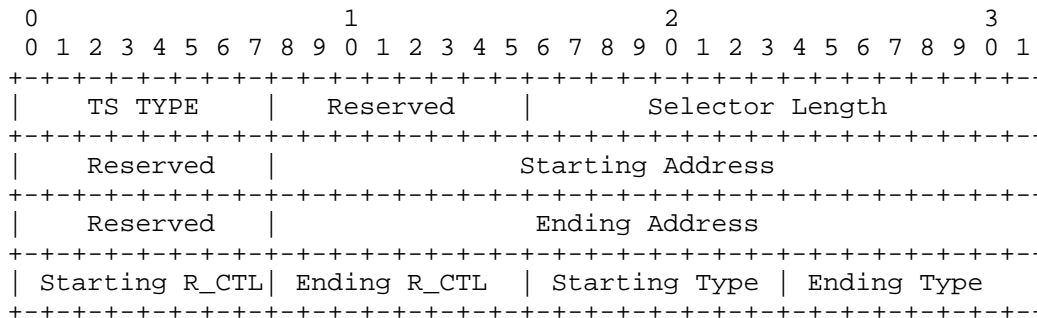 0                   1                   2                   3
 0 1 2 3 4 5 6 7 8 9 0 1 2 3 4 5 6 7 8 9 0 1 2 3 4 5 6 7 8 9 0 1
+-+-+-+-+-+-+-+-+-+-+-+-+-+-+-+-+-+-+-+-+-+-+-+-+-+-+-+-+-+-+-+--
|    TS TYPE    |   Reserved    |       Selector Length
+-+-+-+-+-+-+-+-+-+-+-+-+-+-+-+-+-+-+-+-+-+-+-+-+-+-+-+-+-+-+-+--
|    Reserved   |               Starting Address
+-+-+-+-+-+-+-+-+-+-+-+-+-+-+-+-+-+-+-+-+-+-+-+-+-+-+-+-+-+-+-+--
|    Reserved   |                Ending Address
+-+-+-+-+-+-+-+-+-+-+-+-+-+-+-+-+-+-+-+-+-+-+-+-+-+-+-+-+-+-+-+--
| Starting R_CTL| Ending R_CTL  | Starting Type | Ending Type
+-+-+-+-+-+-+-+-+-+-+-+-+-+-+-+-+-+-+-+-+-+-+-+-+-+-+-+-+-+-+-+--